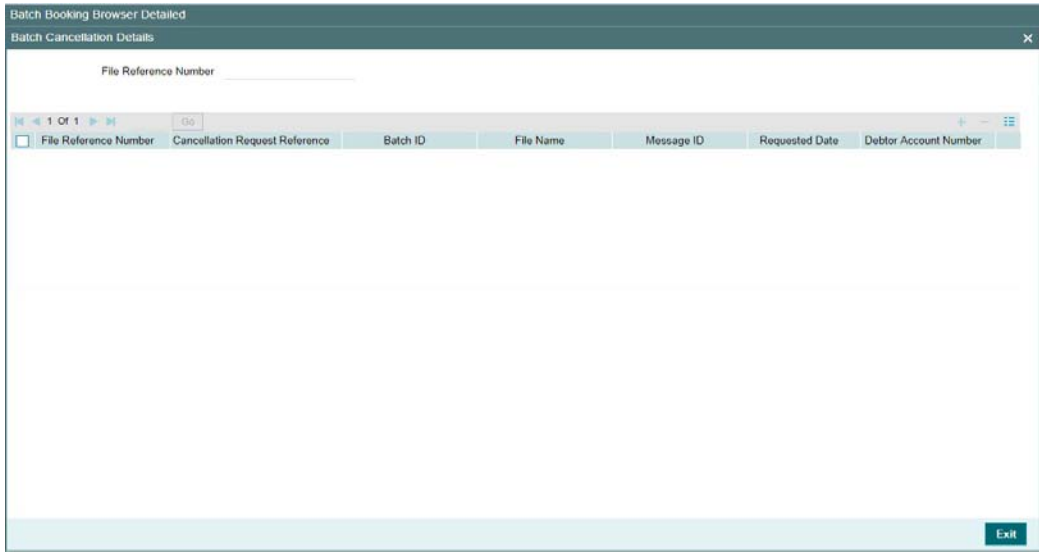 Batch Booking Browser Detailed
Batch Cancellation Details
File Reference Number
1 Of 1 Go
File Reference Number Cancellation Request Reference Batch ID File Name Message ID Requested Date Debtor Account Number
Exit